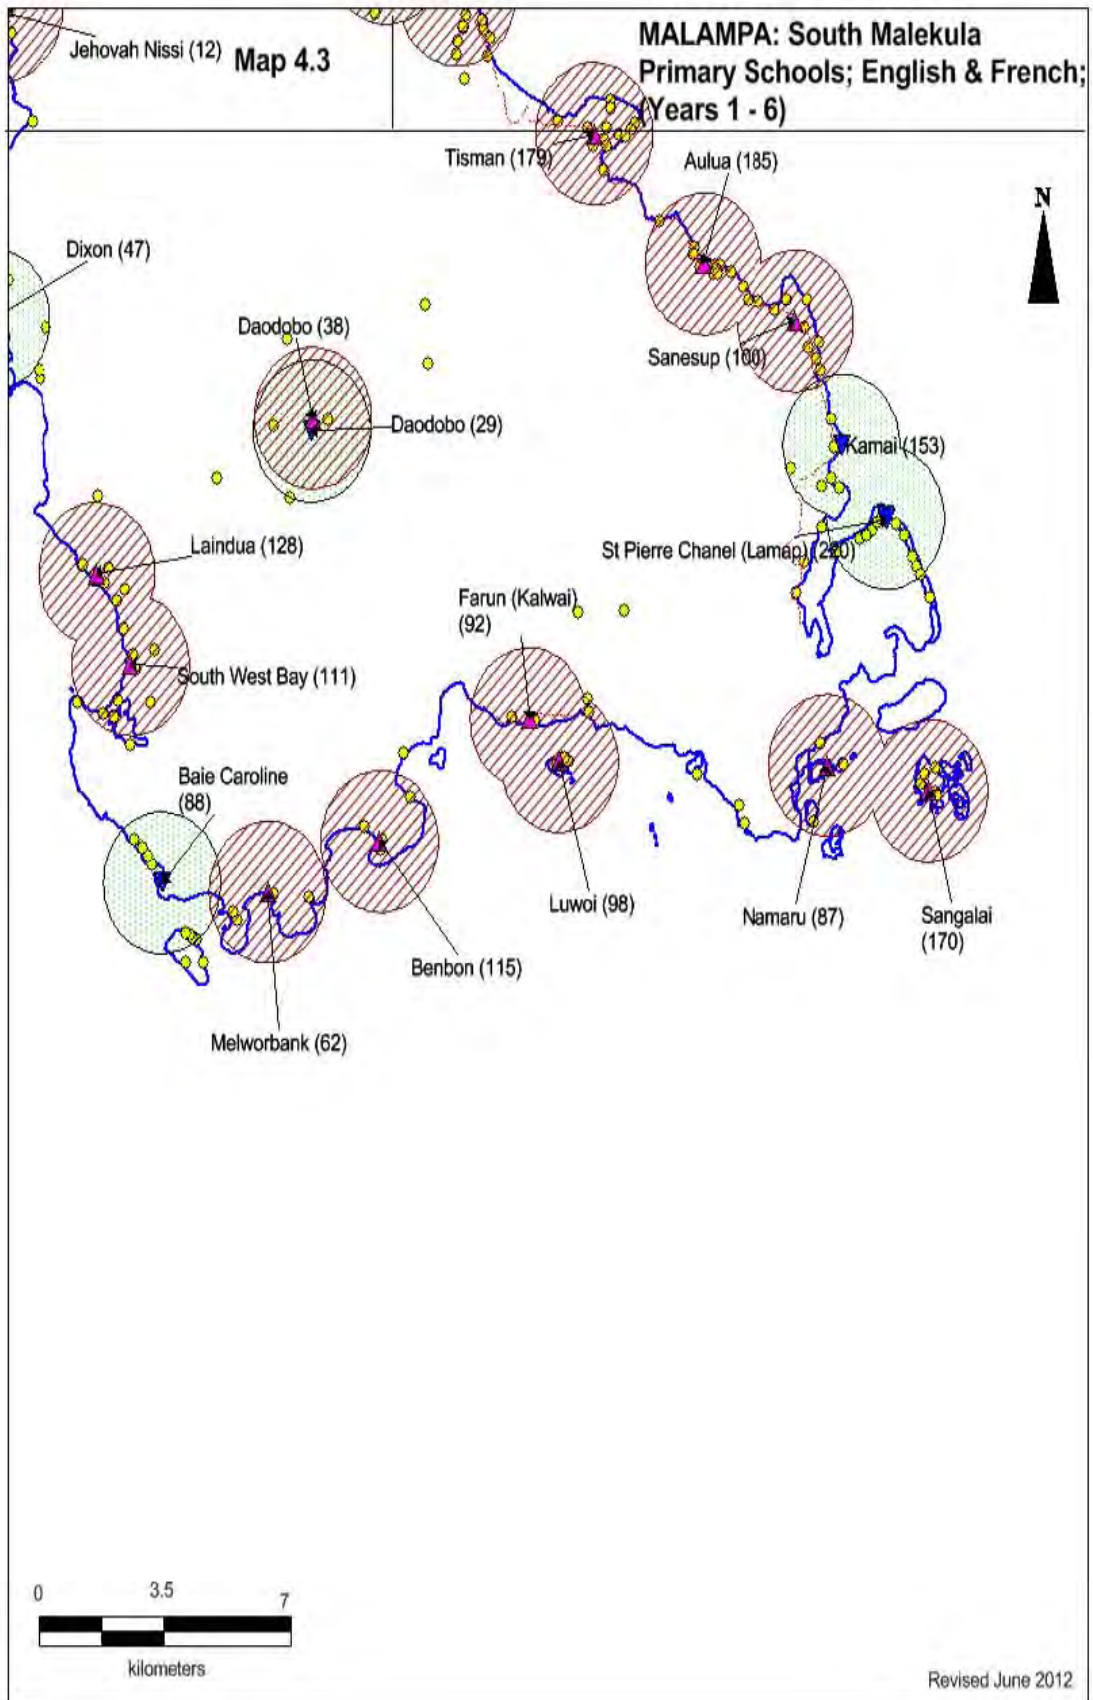 Jehovah Nissi (12)
Map 4.3
MALAMPA: South Malekula
Primary Schools; English & French;
(Years 1 - 6)
Tisman (179)
Aulua (185)
N
Dixon (47)
Daodobo (38)
Sanesup (100)
Daodobo (29)
Kamai (153)
Laindua (128)
St Pierre Chanel (Lamap) (220)
Farun (Kalwai)
(92)
South West Bay (111)
Baie Caroline
(88)
Luwoi (98)
Namaru (87)
Sangalai
(170)
Benbon (115)
Melworbank (62)
0 3.5 7
kilometers
Revised June 2012